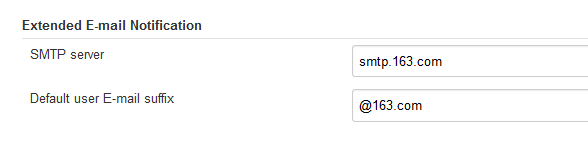 Extended E-mail Notification
SMTP server
smtp.163.com
Default user E-mail suffix
@163.com